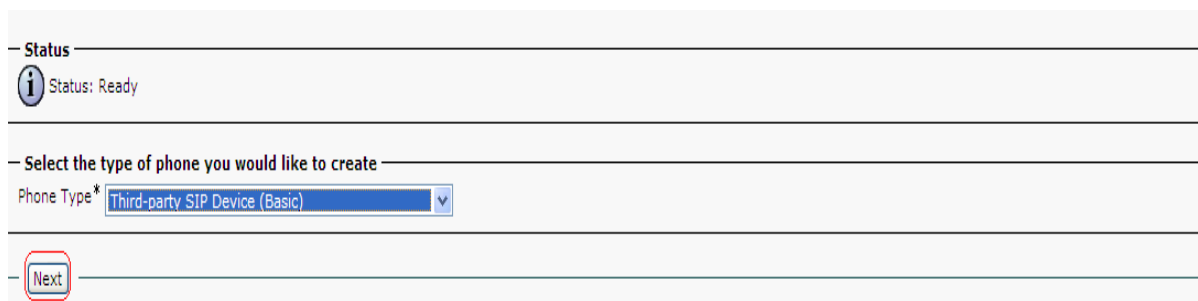 Status
i Status: Ready
Select the type of phone you would like to create
Phone Type* Third-party SIP Device (Basic)
Next